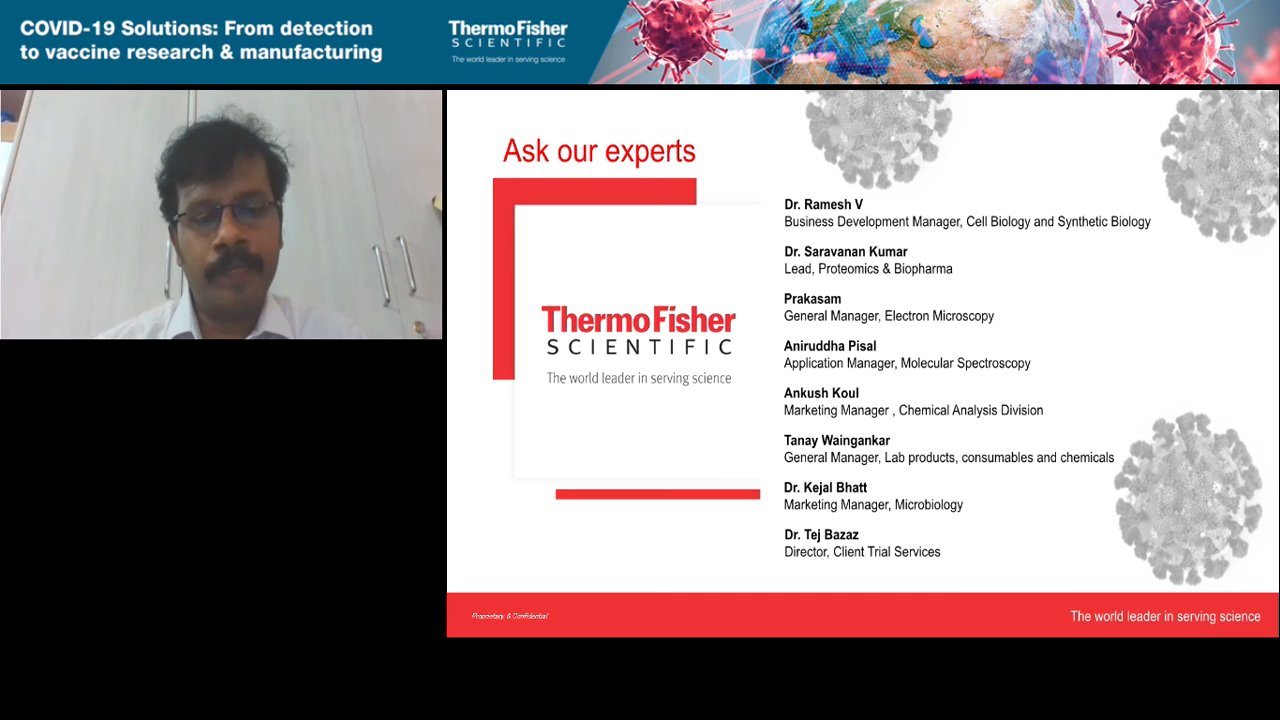 COVID-19 Solutions: From detection
to vaccine research & manufacturing
ThermoFisher
SCIENTIFIC
The world leader in serving science
Ask our experts
ThermoFisher
SCIENTIFIC
The world leader in serving science
Dr. Ramesh V
Business Development Manager, Cell Biology and Synthetic Biology
Dr. Saravanan Kumar
Lead, Proteomics & Biopharma
Prakasam
General Manager, Electron Microscopy
Aniruddha Pisal
Application Manager, Molecular Spectroscopy
Ankush Koul
Marketing Manager , Chemical Analysis Division
Tanay Waingankar
General Manager, Lab products, consumables and chemicals
Dr. Kejal Bhatt
Marketing Manager, Microbiology
Dr. Tej Bazaz
Director, Client Trial Services
Proprietary & Confidential
The world leader in serving science